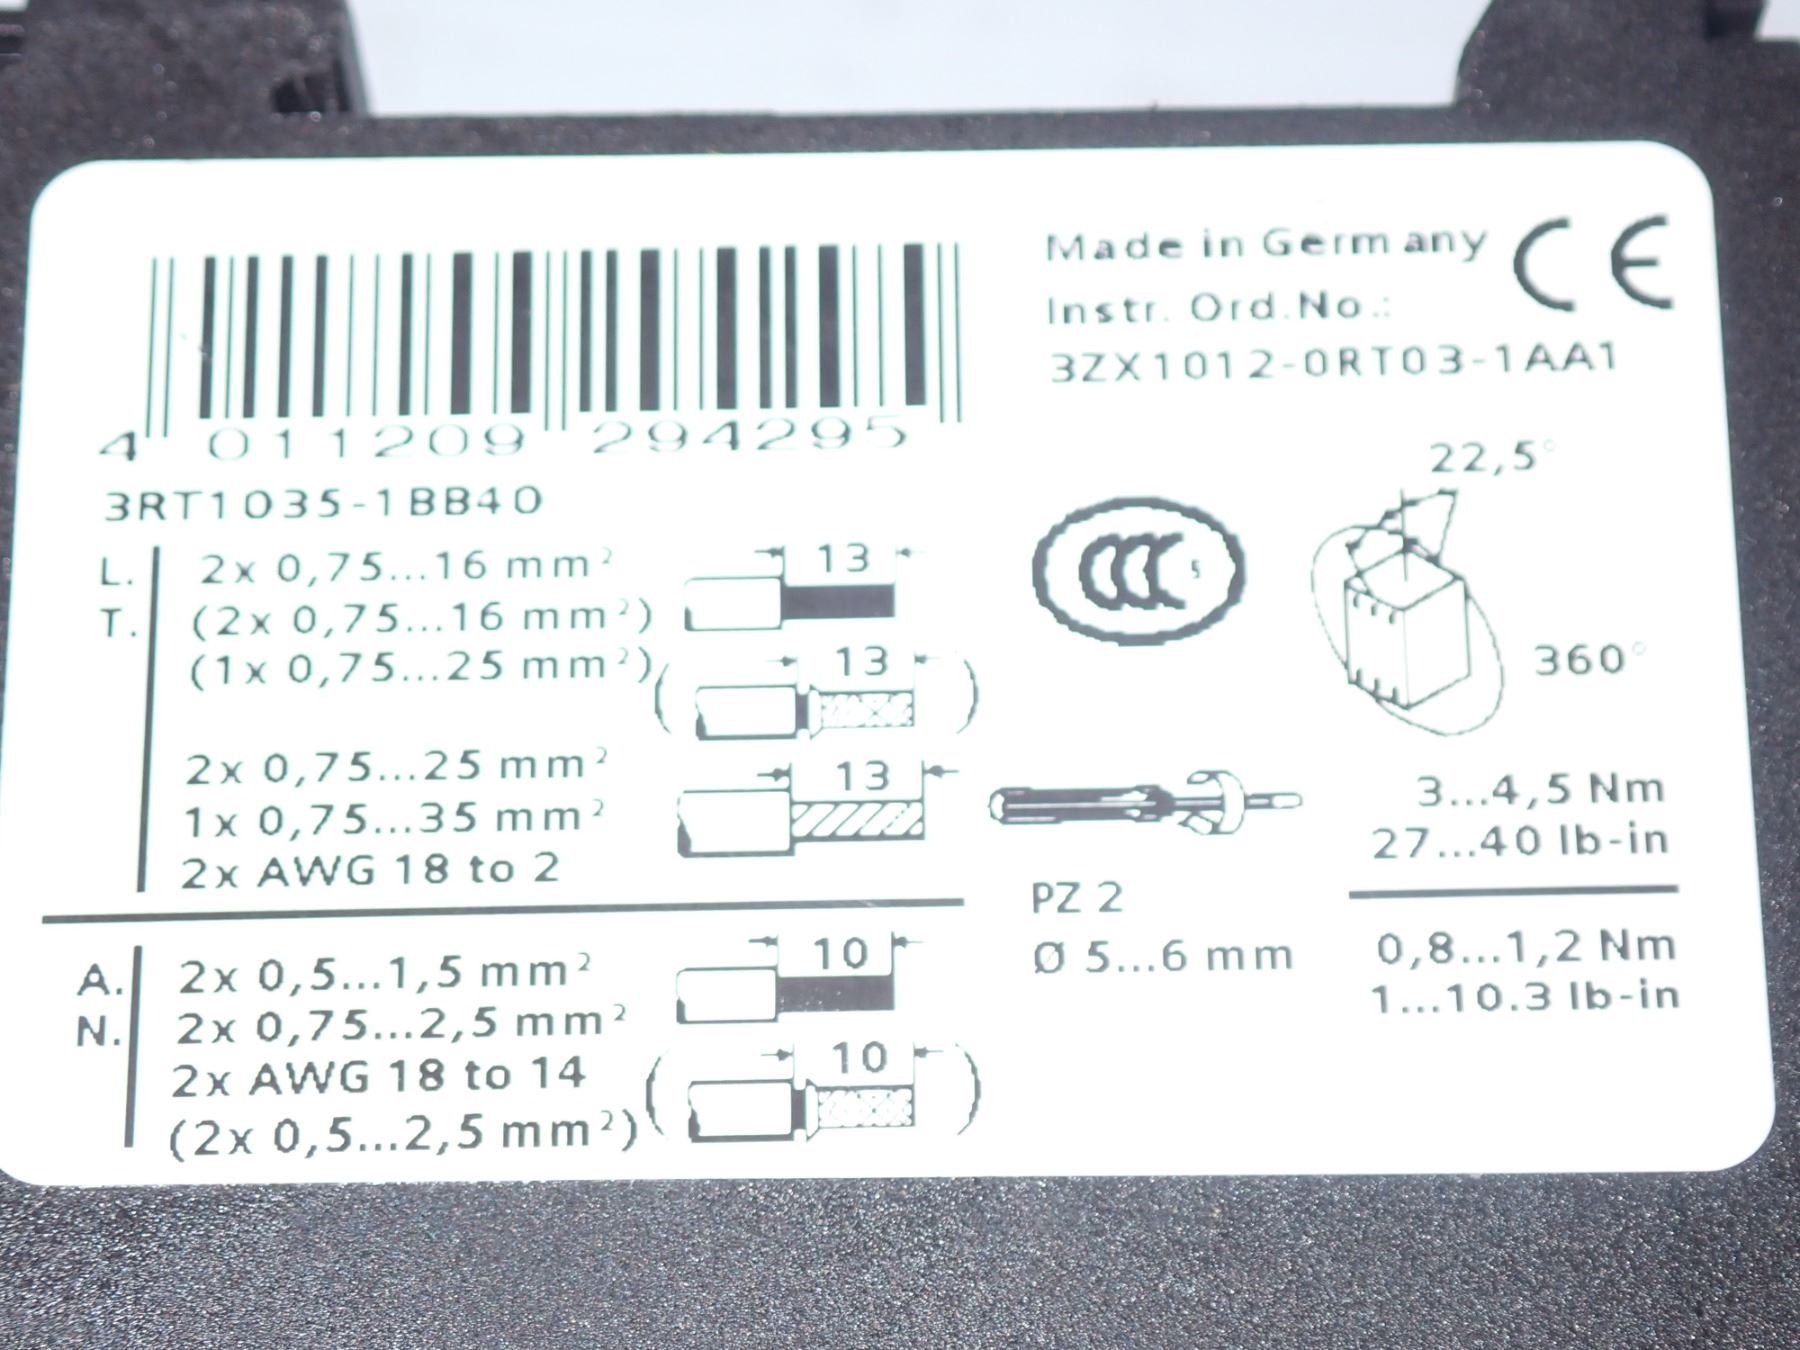 Made in Germany CE
Instr. Ord.No.:
3ZX1012-0RT03-1AA1
4 011209 294295
3RT1035-1BB40
L. 2x 0,75...16 mm² 13
T. (2x 0,75...16 mm²)
(1x 0,75...25 mm²) 13
2x 0,75...25 mm² 13
1x 0,75...35 mm²
2x AWG 18 to 2
A. 2x 0,5...1,5 mm² 10
N. 2x 0,75...2,5 mm²
2x AWG 18 to 14 10
(2x 0,5...2,5 mm²)
CCC S
22,5°
360°
3...4,5 Nm
27...40 lb-in
PZ 2
Ø 5...6 mm
0,8...1,2 Nm
1...10.3 lb-in